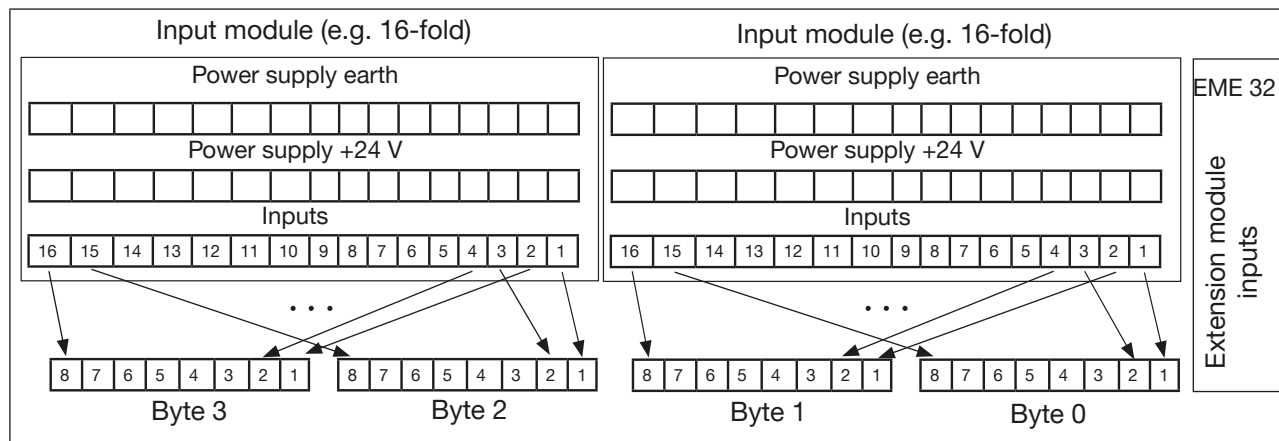 Input module (e.g. 16-fold) Input module (e.g. 16-fold)
Power supply earth Power supply earth
EME 32
Power supply +24 V Power supply +24 V
Inputs Inputs
16 15 14 13 12 11 10 9 8 7 6 5 4 3 2 1 16 15 14 13 12 11 10 9 8 7 6 5 4 3 2 1
Extension module
inputs
. . . . . .
8 7 6 5 4 3 2 1 8 7 6 5 4 3 2 1 8 7 6 5 4 3 2 1 8 7 6 5 4 3 2 1
Byte 3 Byte 2 Byte 1 Byte 0